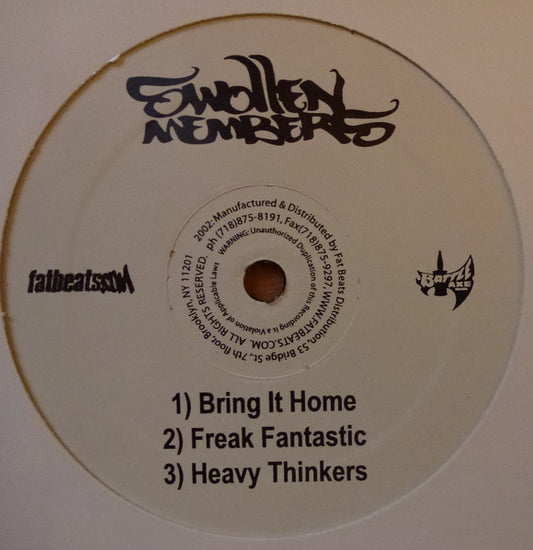 SWOLLEN
MEMBERS
2002: Manufactured & Distributed by Fat Beats Distribution, 53 Bridge St., 7th floor Brooklyn, NY 11201
ph (718)875-8191, Fax(718)875-9297, WWW.FATBEATS.COM. ALL RIGHTS RESERVED.
WARNING: Unauthorized Duplication of this Recording is a Violation of Applicable Laws
fatbeats.com
BATTLE
AXE
1) Bring It Home
2) Freak Fantastic
3) Heavy Thinkers